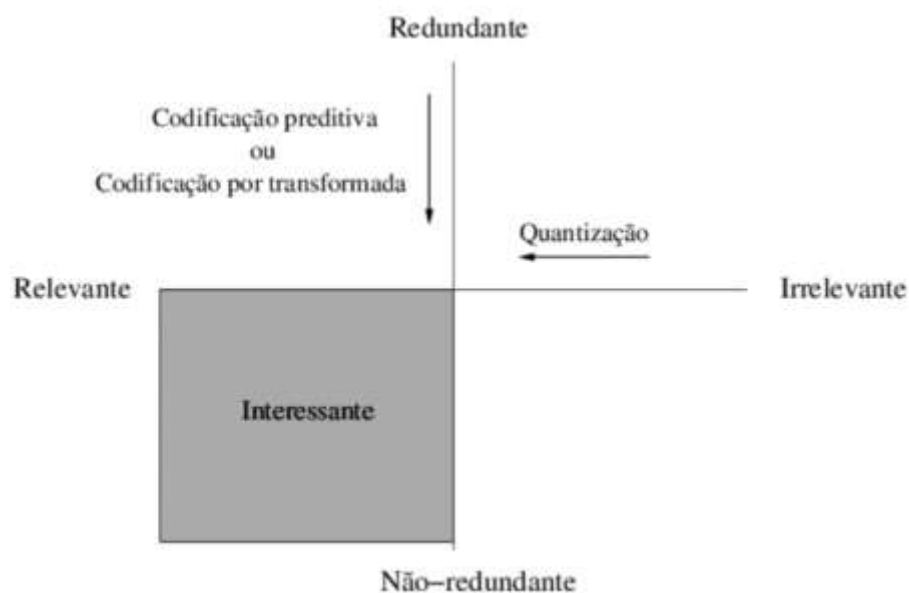 Redundante
Codificação preditiva
ou
Codificação por transformada
Quantização
Relevante
Irrelevante
Interessante
Não-redundante